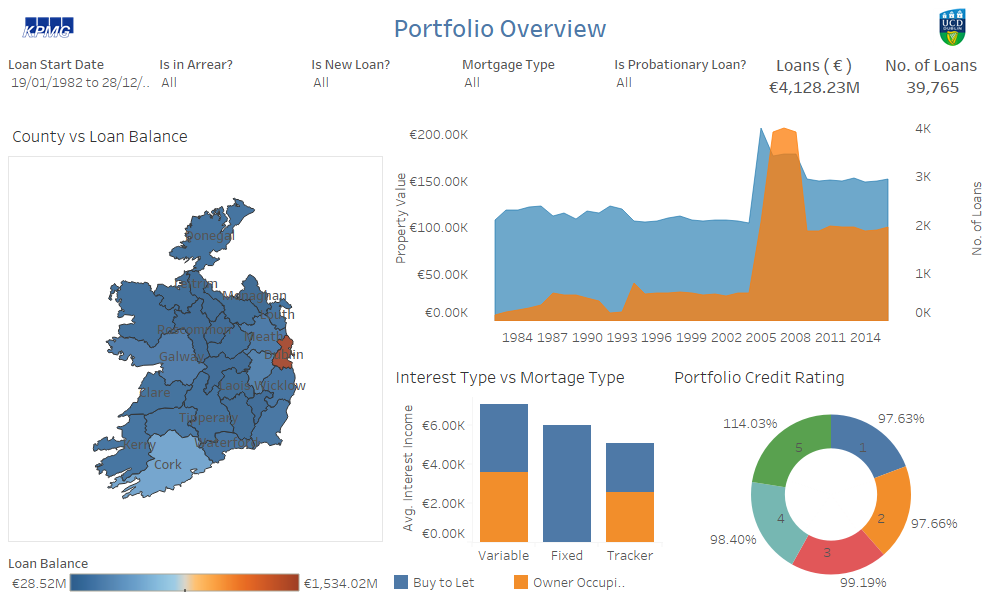 KPMG
Portfolio Overview
UCD
DUBLIN
Loan Start Date
Is in Arrear?
Is New Loan?
Mortgage Type
Is Probationary Loan?
Loans ( € )
No. of Loans
19/01/1982 to 28/12/..
All
All
All
All
€4,128.23M
39,765
County vs Loan Balance
Donegal
Leitrim
Monaghan
Louth
Roscommon
Meath
Galway
Dublin
Clare
Laois
Wicklow
Tipperary
Kerry
Waterford
Cork
Loan Balance
€28.52M
€1,534.02M
Property Value
€200.00K
€150.00K
€100.00K
€50.00K
€0.00K
4K
3K
2K
1K
0K
No. of Loans
1984 1987 1990 1993 1996 1999 2002 2005 2008 2011 2014
Interest Type vs Mortage Type
Avg. Interest Income
€6.00K
€4.00K
€2.00K
€0.00K
Variable
Fixed
Tracker
Buy to Let
Owner Occupi..
Portfolio Credit Rating
114.03%
97.63%
5
1
4
2
97.66%
98.40%
3
99.19%